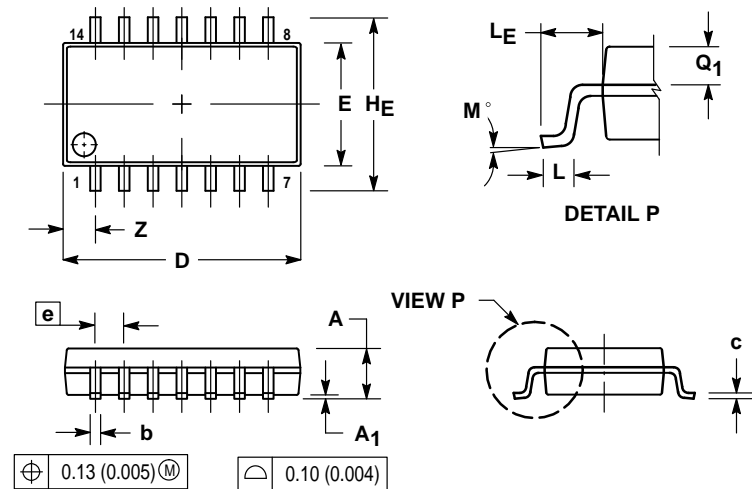 14 8
E
H_E
1 7
Z
D
L_E
Q_1
M°
L
DETAIL P
e
A
b
A_1
0.13 (0.005) Ⓜ
0.10 (0.004)
VIEW P
c